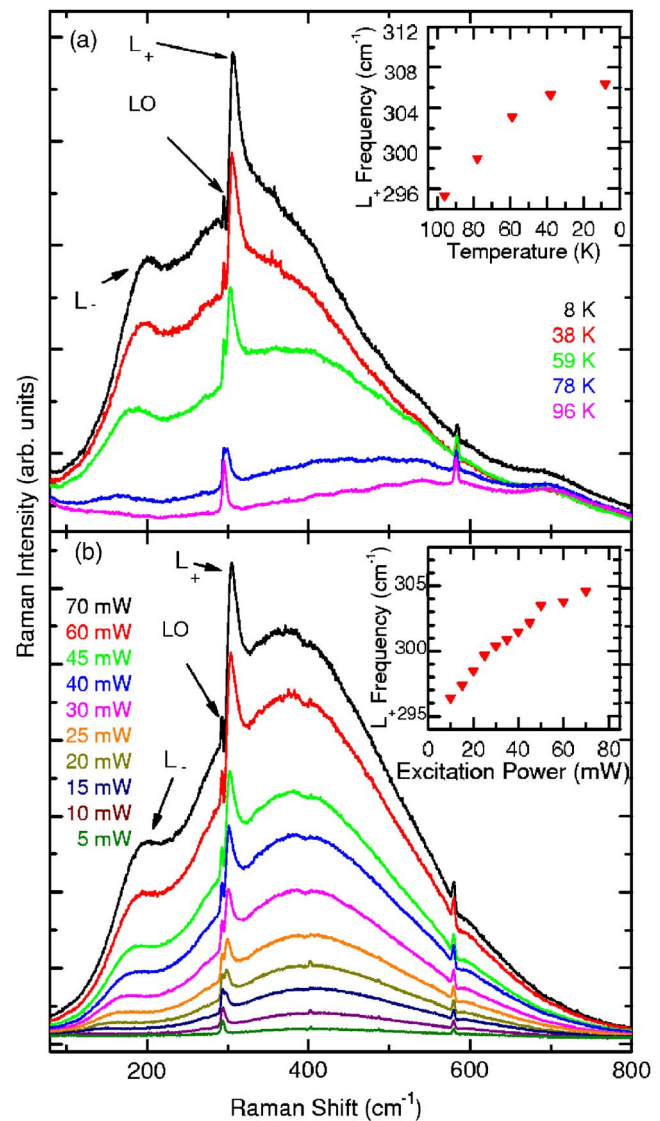 (a)
L+
LO
L-
L+ Frequency (cm-1)
312
308
304
300
296
100 80 60 40 20 0
Temperature (K)
8 K
38 K
59 K
78 K
96 K
Raman Intensity (arb. units)
(b)
L+
LO
L-
70 mW
60 mW
45 mW
40 mW
30 mW
25 mW
20 mW
15 mW
10 mW
5 mW
L+ Frequency (cm-1)
305
300
295
0 20 40 60 80
Excitation Power (mW)
200 400 600 800
Raman Shift (cm-1)